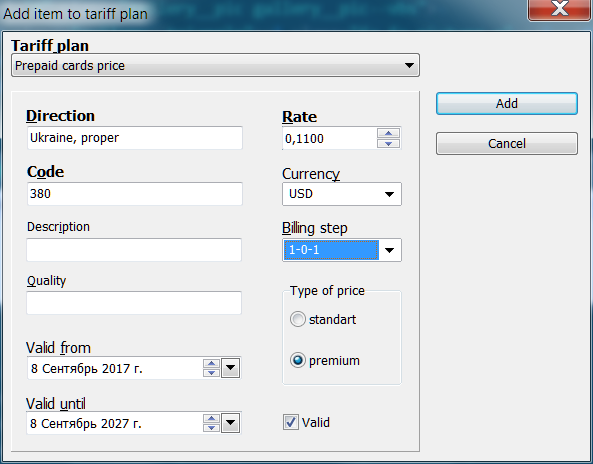 Add item to tariff plan
Tariff plan
Prepaid cards price
Add
Cancel
Direction
Ukraine, proper
Rate
0,1100
Code
380
Currency
USD
Description
Billing step
1-0-1
Quality
Type of price
standart
premium
Valid from
8 Сентябрь 2017 г.
Valid until
8 Сентябрь 2027 г.
Valid